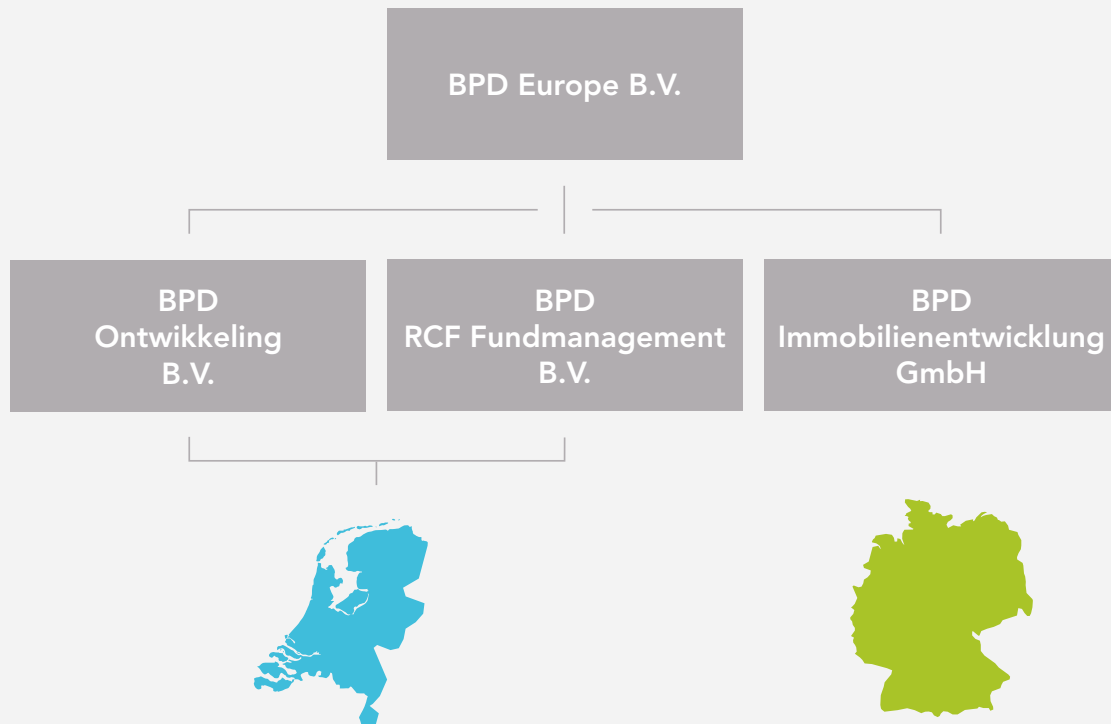 BPD Europe B.V.
BPD
Ontwikkeling
B.V.
BPD
RCF Fundmanagement
B.V.
BPD
Immobilienentwicklung
GmbH